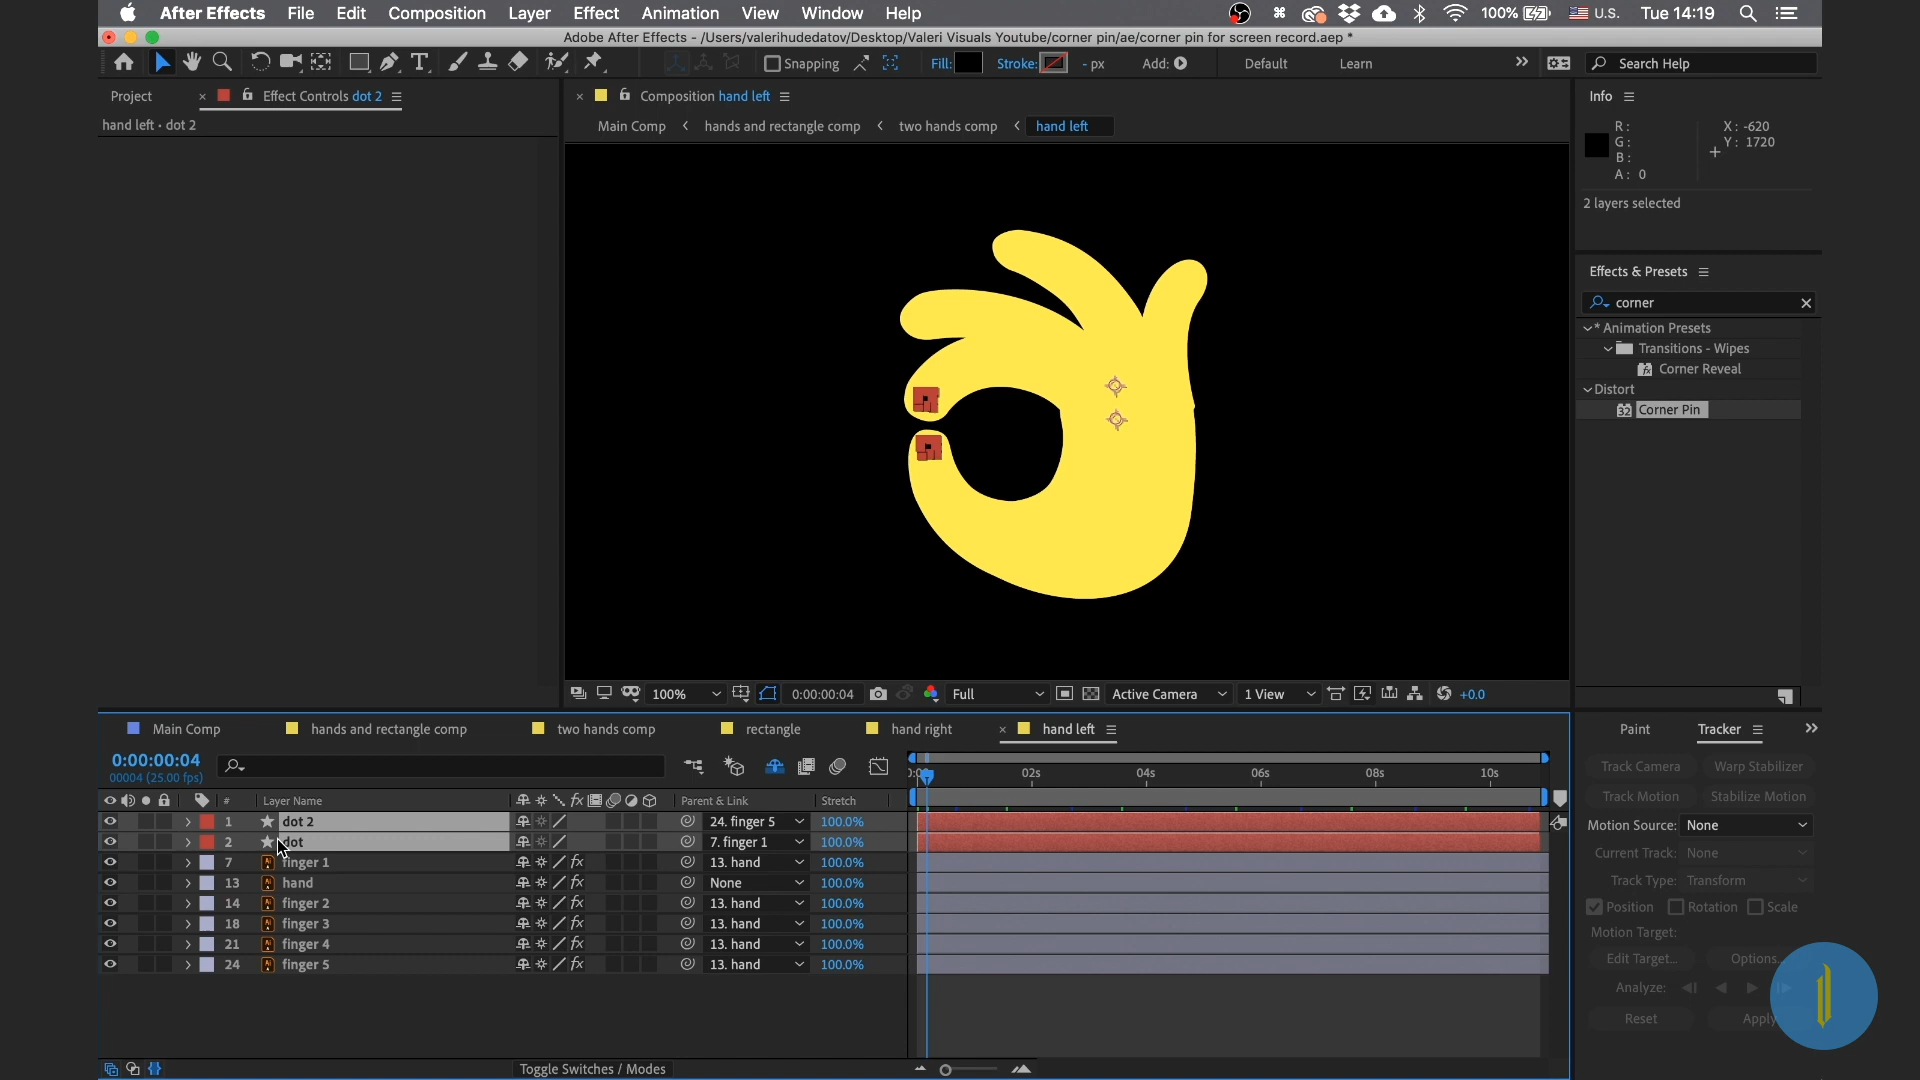 After Effects File Edit Composition Layer Effect Animation View Window Help 100% U.S. Tue 14:19
Adobe After Effects - /Users/valerihudedatov/Desktop/Valeri Visuals Youtube/corner pin/ae/corner pin for screen record.aep *
Snapping Fill: Stroke: - px Add: Default Learn Search Help
Project Effect Controls dot 2 Composition hand left Info
hand left • dot 2 Main Comp hands and rectangle comp two hands comp hand left
R: X: -620
G: Y: 1720
B:
A: 0
2 layers selected
Effects & Presets
corner
* Animation Presets
Transitions - Wipes
Corner Reveal
Distort
32 Corner Pin
100% 0:00:00:04 Full Active Camera 1 View +0.0
Main Comp hands and rectangle comp two hands comp rectangle hand right hand left Paint Tracker
0:00:00:04
00004 (25.00 fps)
02s 04s 06s 08s 10s
# Layer Name Parent & Link Stretch
1 dot 2 24. finger 5 100.0%
2 dot 7. finger 1 100.0%
7 finger 1 13. hand 100.0%
13 hand None 100.0%
14 finger 2 13. hand 100.0%
18 finger 3 13. hand 100.0%
21 finger 4 13. hand 100.0%
24 finger 5 13. hand 100.0%
Track Camera Warp Stabilizer
Track Motion Stabilize Motion
Motion Source: None
Current Track: None
Track Type: Transform
Position Rotation Scale
Motion Target:
Edit Target... Options...
Analyze:
Reset Apply
Toggle Switches / Modes